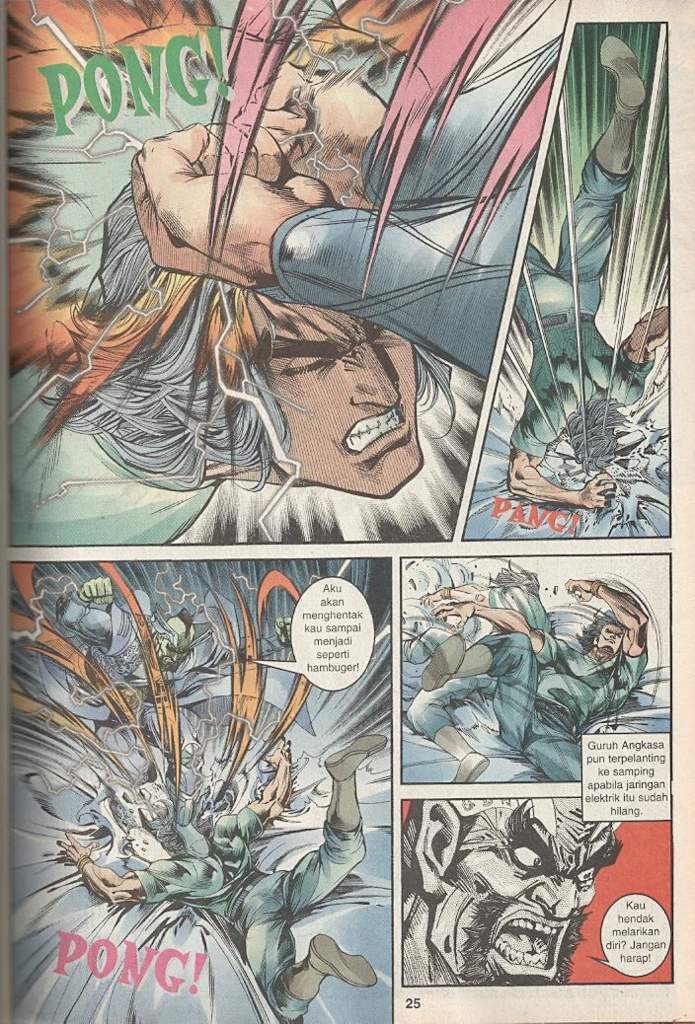 PONG!
PANG!
Aku
akan
menghentak
kau sampai
menjadi
seperti
hambuger!
PONG!
Guruh Angkasa
pun terpelanting
ke samping
apabila jaringan
elektrik itu sudah
hilang.
Kau
hendak
melarikan
diri? Jangan
harap!
25